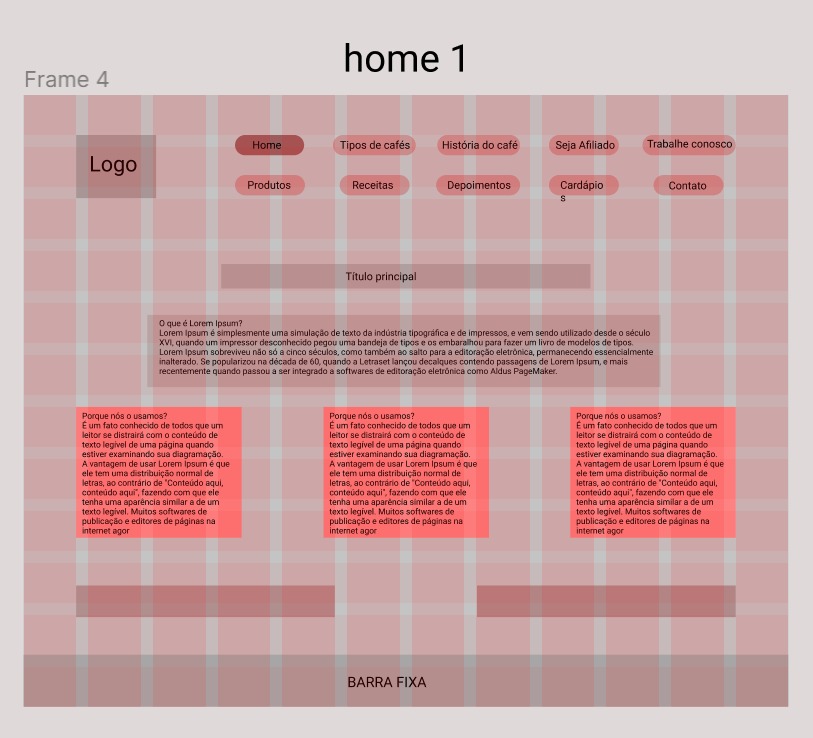 home 1
Frame 4
Logo
Home
Tipos de cafés
História do café
Seja Afiliado
Trabalhe conosco
Produtos
Receitas
Depoimentos
Cardápio
s
Contato
Título principal
O que é Lorem Ipsum?
Lorem Ipsum é simplesmente uma simulação de texto da indústria tipográfica e de impressos, e vem sendo utilizado desde o século
XVI, quando um impressor desconhecido pegou uma bandeja de tipos e os embaralhou para fazer um livro de modelos de tipos.
Lorem Ipsum sobreviveu não só a cinco séculos, como também ao salto para a editoração eletrônica, permanecendo essencialmente
inalterado. Se popularizou na década de 60, quando a Letraset lançou decalques contendo passagens de Lorem Ipsum, e mais
recentemente quando passou a ser integrado a softwares de editoração eletrônica como Aldus PageMaker.
Porque nós o usamos?
É um fato conhecido de todos que um
leitor se distrairá com o conteúdo de
texto legível de uma página quando
estiver examinando sua diagramação.
A vantagem de usar Lorem Ipsum é que
ele tem uma distribuição normal de
letras, ao contrário de "Conteúdo aqui,
conteúdo aqui", fazendo com que ele
tenha uma aparência similar a de um
texto legível. Muitos softwares de
publicação e editores de páginas na
internet agor
Porque nós o usamos?
É um fato conhecido de todos que um
leitor se distrairá com o conteúdo de
texto legível de uma página quando
estiver examinando sua diagramação.
A vantagem de usar Lorem Ipsum é que
ele tem uma distribuição normal de
letras, ao contrário de "Conteúdo aqui,
conteúdo aqui", fazendo com que ele
tenha uma aparência similar a de um
texto legível. Muitos softwares de
publicação e editores de páginas na
internet agor
Porque nós o usamos?
É um fato conhecido de todos que um
leitor se distrairá com o conteúdo de
texto legível de uma página quando
estiver examinando sua diagramação.
A vantagem de usar Lorem Ipsum é que
ele tem uma distribuição normal de
letras, ao contrário de "Conteúdo aqui,
conteúdo aqui", fazendo com que ele
tenha uma aparência similar a de um
texto legível. Muitos softwares de
publicação e editores de páginas na
internet agor
BARRA FIXA